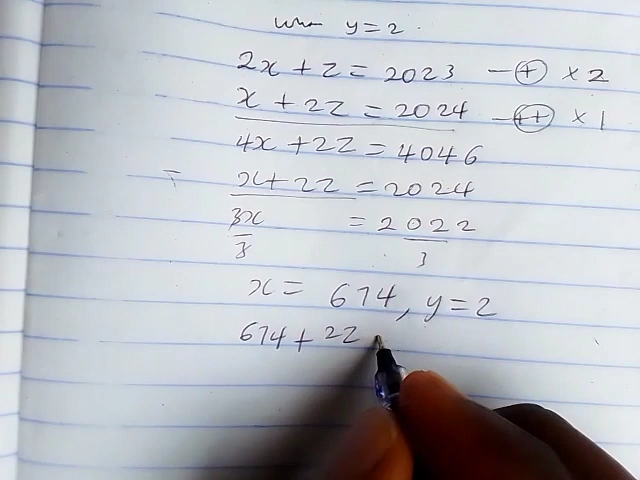 when y=2.
2x+z=2023 -(+) ×2
x+2z=2024 -(++) ×1
4x+2z=4046
- x+2z=2024
3x/3 = 2022/3
x= 674, y=2
674+2z